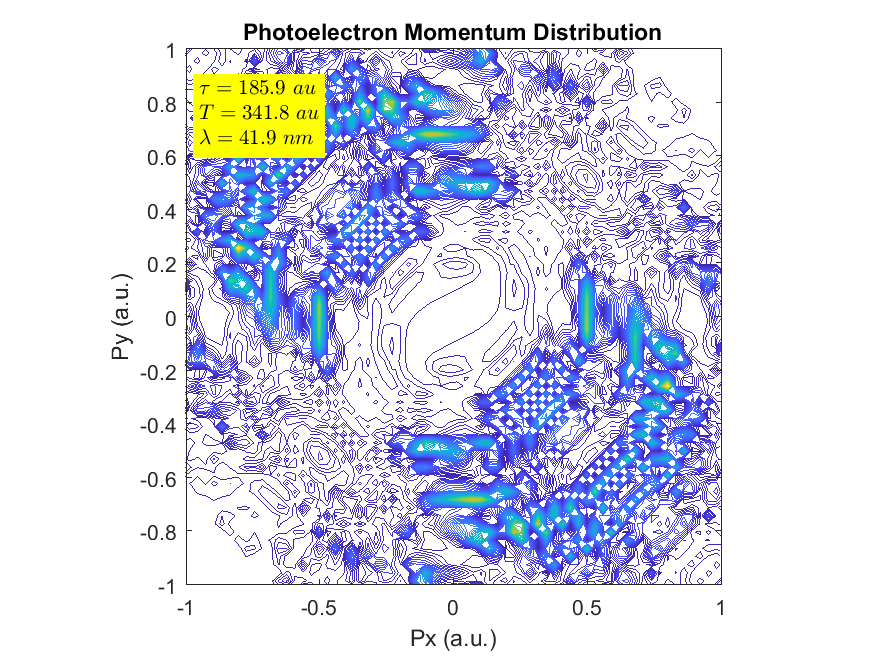 Photoelectron Momentum Distribution
τ = 185.9 au
T = 341.8 au
λ = 41.9 nm
1
0.8
0.6
0.4
0.2
0
-0.2
-0.4
-0.6
-0.8
-1
Py (a.u.)
-1 -0.5 0 0.5 1
Px (a.u.)